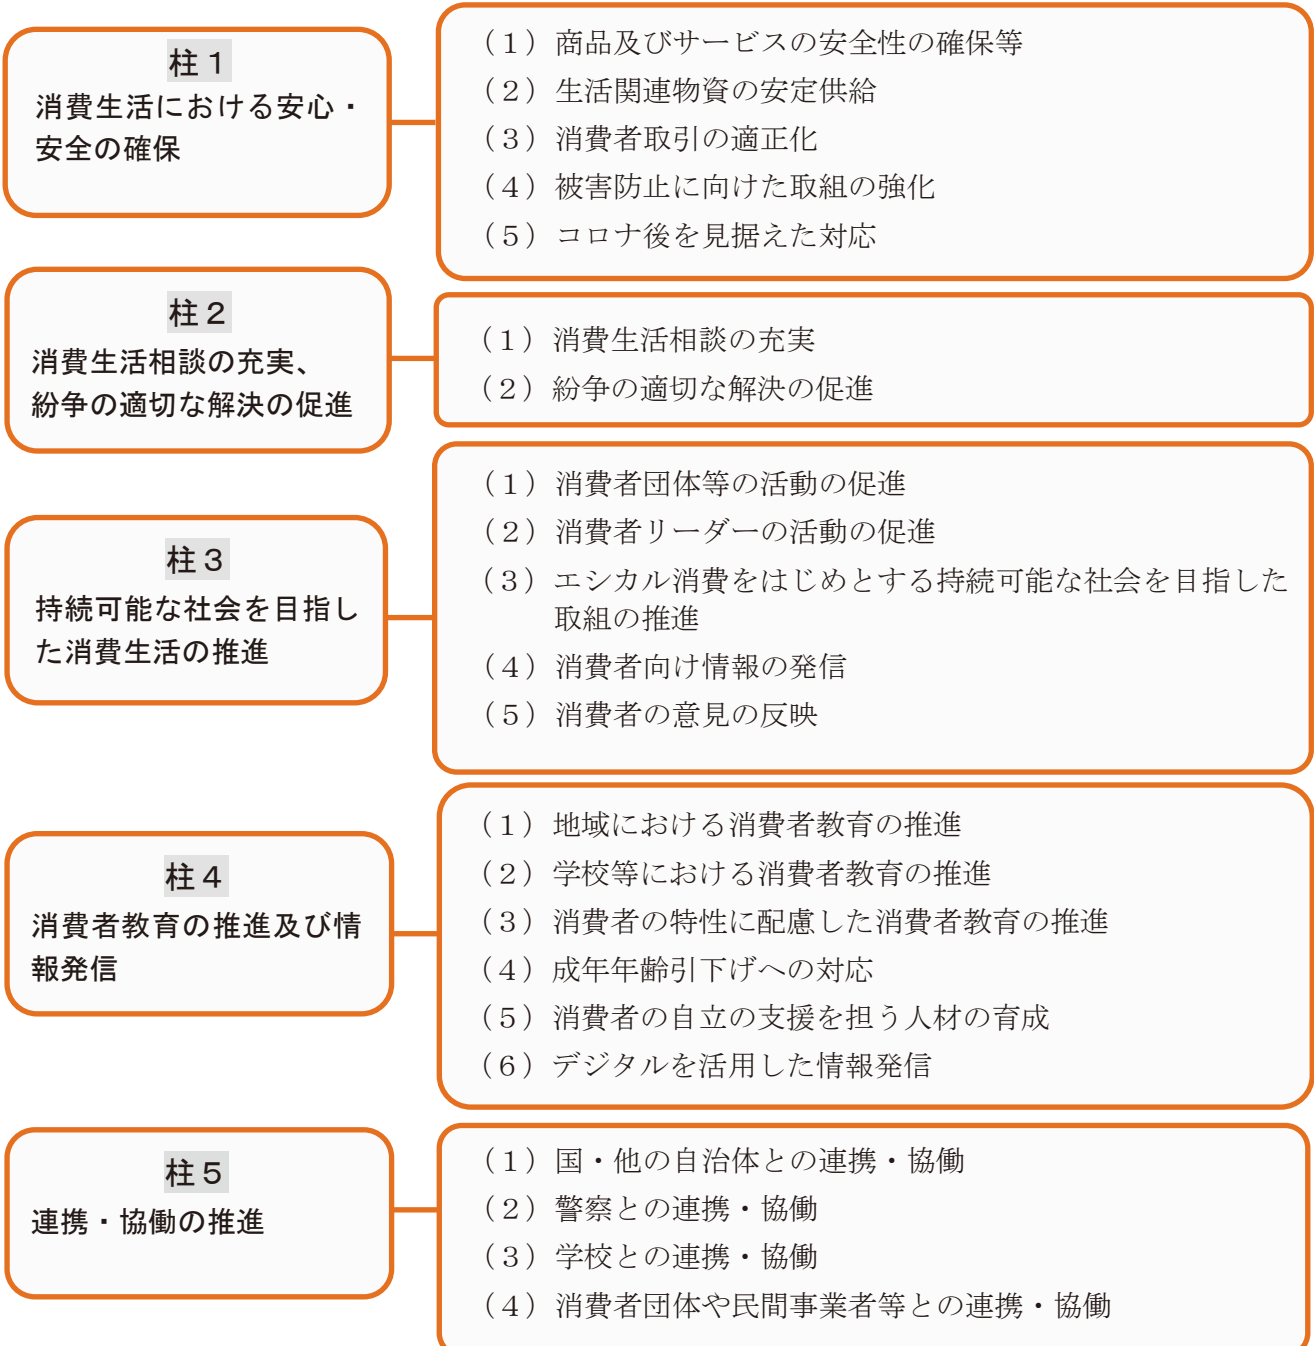 柱１
消費生活における安心・
安全の確保
（１）商品及びサービスの安全性の確保等
（２）生活関連物資の安定供給
（３）消費者取引の適正化
（４）被害防止に向けた取組の強化
（５）コロナ後を見据えた対応
柱２
消費生活相談の充実、
紛争の適切な解決の促進
（１）消費生活相談の充実
（２）紛争の適切な解決の促進
柱３
持続可能な社会を目指し
た消費生活の推進
（１）消費者団体等の活動の促進
（２）消費者リーダーの活動の促進
（３）エシカル消費をはじめとする持続可能な社会を目指した
取組の推進
（４）消費者向け情報の発信
（５）消費者の意見の反映
柱４
消費者教育の推進及び情
報発信
（１）地域における消費者教育の推進
（２）学校等における消費者教育の推進
（３）消費者の特性に配慮した消費者教育の推進
（４）成年年齢引下げへの対応
（５）消費者の自立の支援を担う人材の育成
（６）デジタルを活用した情報発信
柱５
連携・協働の推進
（１）国・他の自治体との連携・協働
（２）警察との連携・協働
（３）学校との連携・協働
（４）消費者団体や民間事業者等との連携・協働